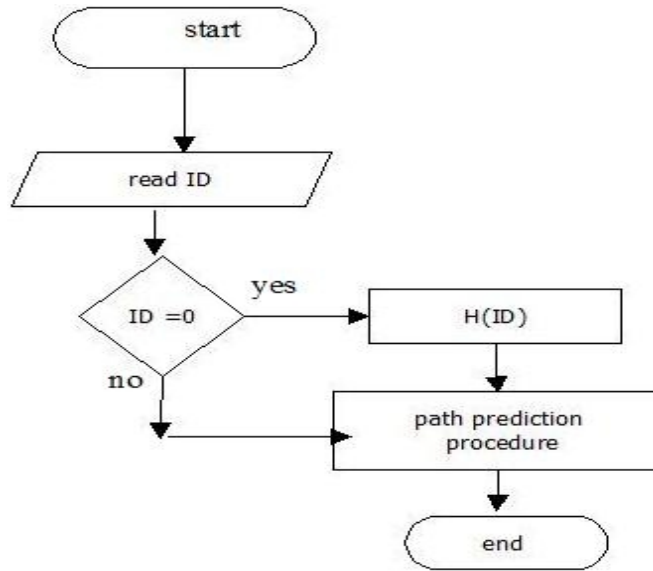 start
read ID
ID =0
yes
H(ID)
no
path prediction
procedure
end